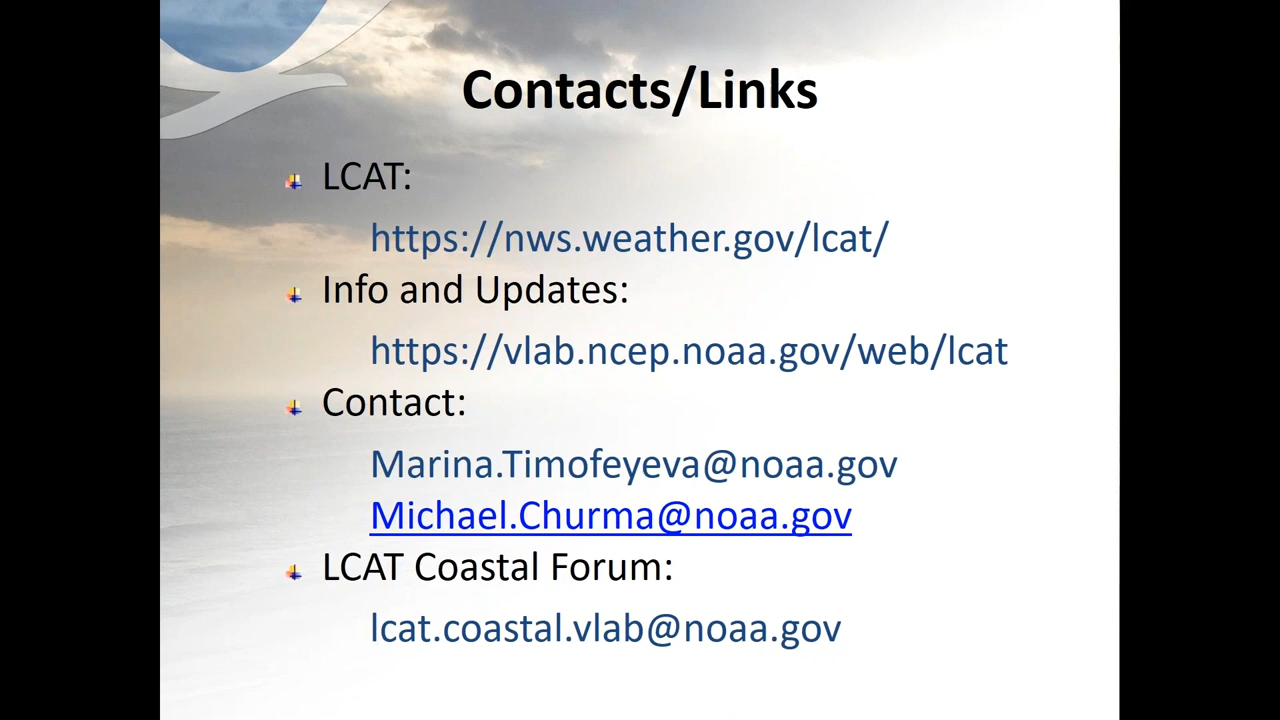 Contacts/Links
LCAT:
https://nws.weather.gov/lcat/
Info and Updates:
https://vlab.ncep.noaa.gov/web/lcat
Contact:
Marina.Timofeyeva@noaa.gov
Michael.Churma@noaa.gov
LCAT Coastal Forum:
lcat.coastal.vlab@noaa.gov